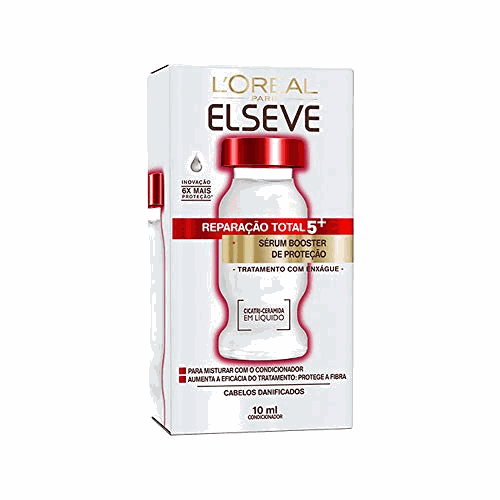 L'ORÉAL
PARIS
ELSEVE
INOVAÇÃO
6X MAIS
PROTEÇÃO*
REPARAÇÃO TOTAL 5+
SÉRUM BOOSTER
DE PROTEÇÃO
- TRATAMENTO COM ENXÁGUE -
CICATRI-CERAMIDA
EM LÍQUIDO
PARA MISTURAR COM O CONDICIONADOR
AUMENTA A EFICÁCIA DO TRATAMENTO: PROTEGE A FIBRA
CABELOS DANIFICADOS
10 ml
CONDICIONADOR